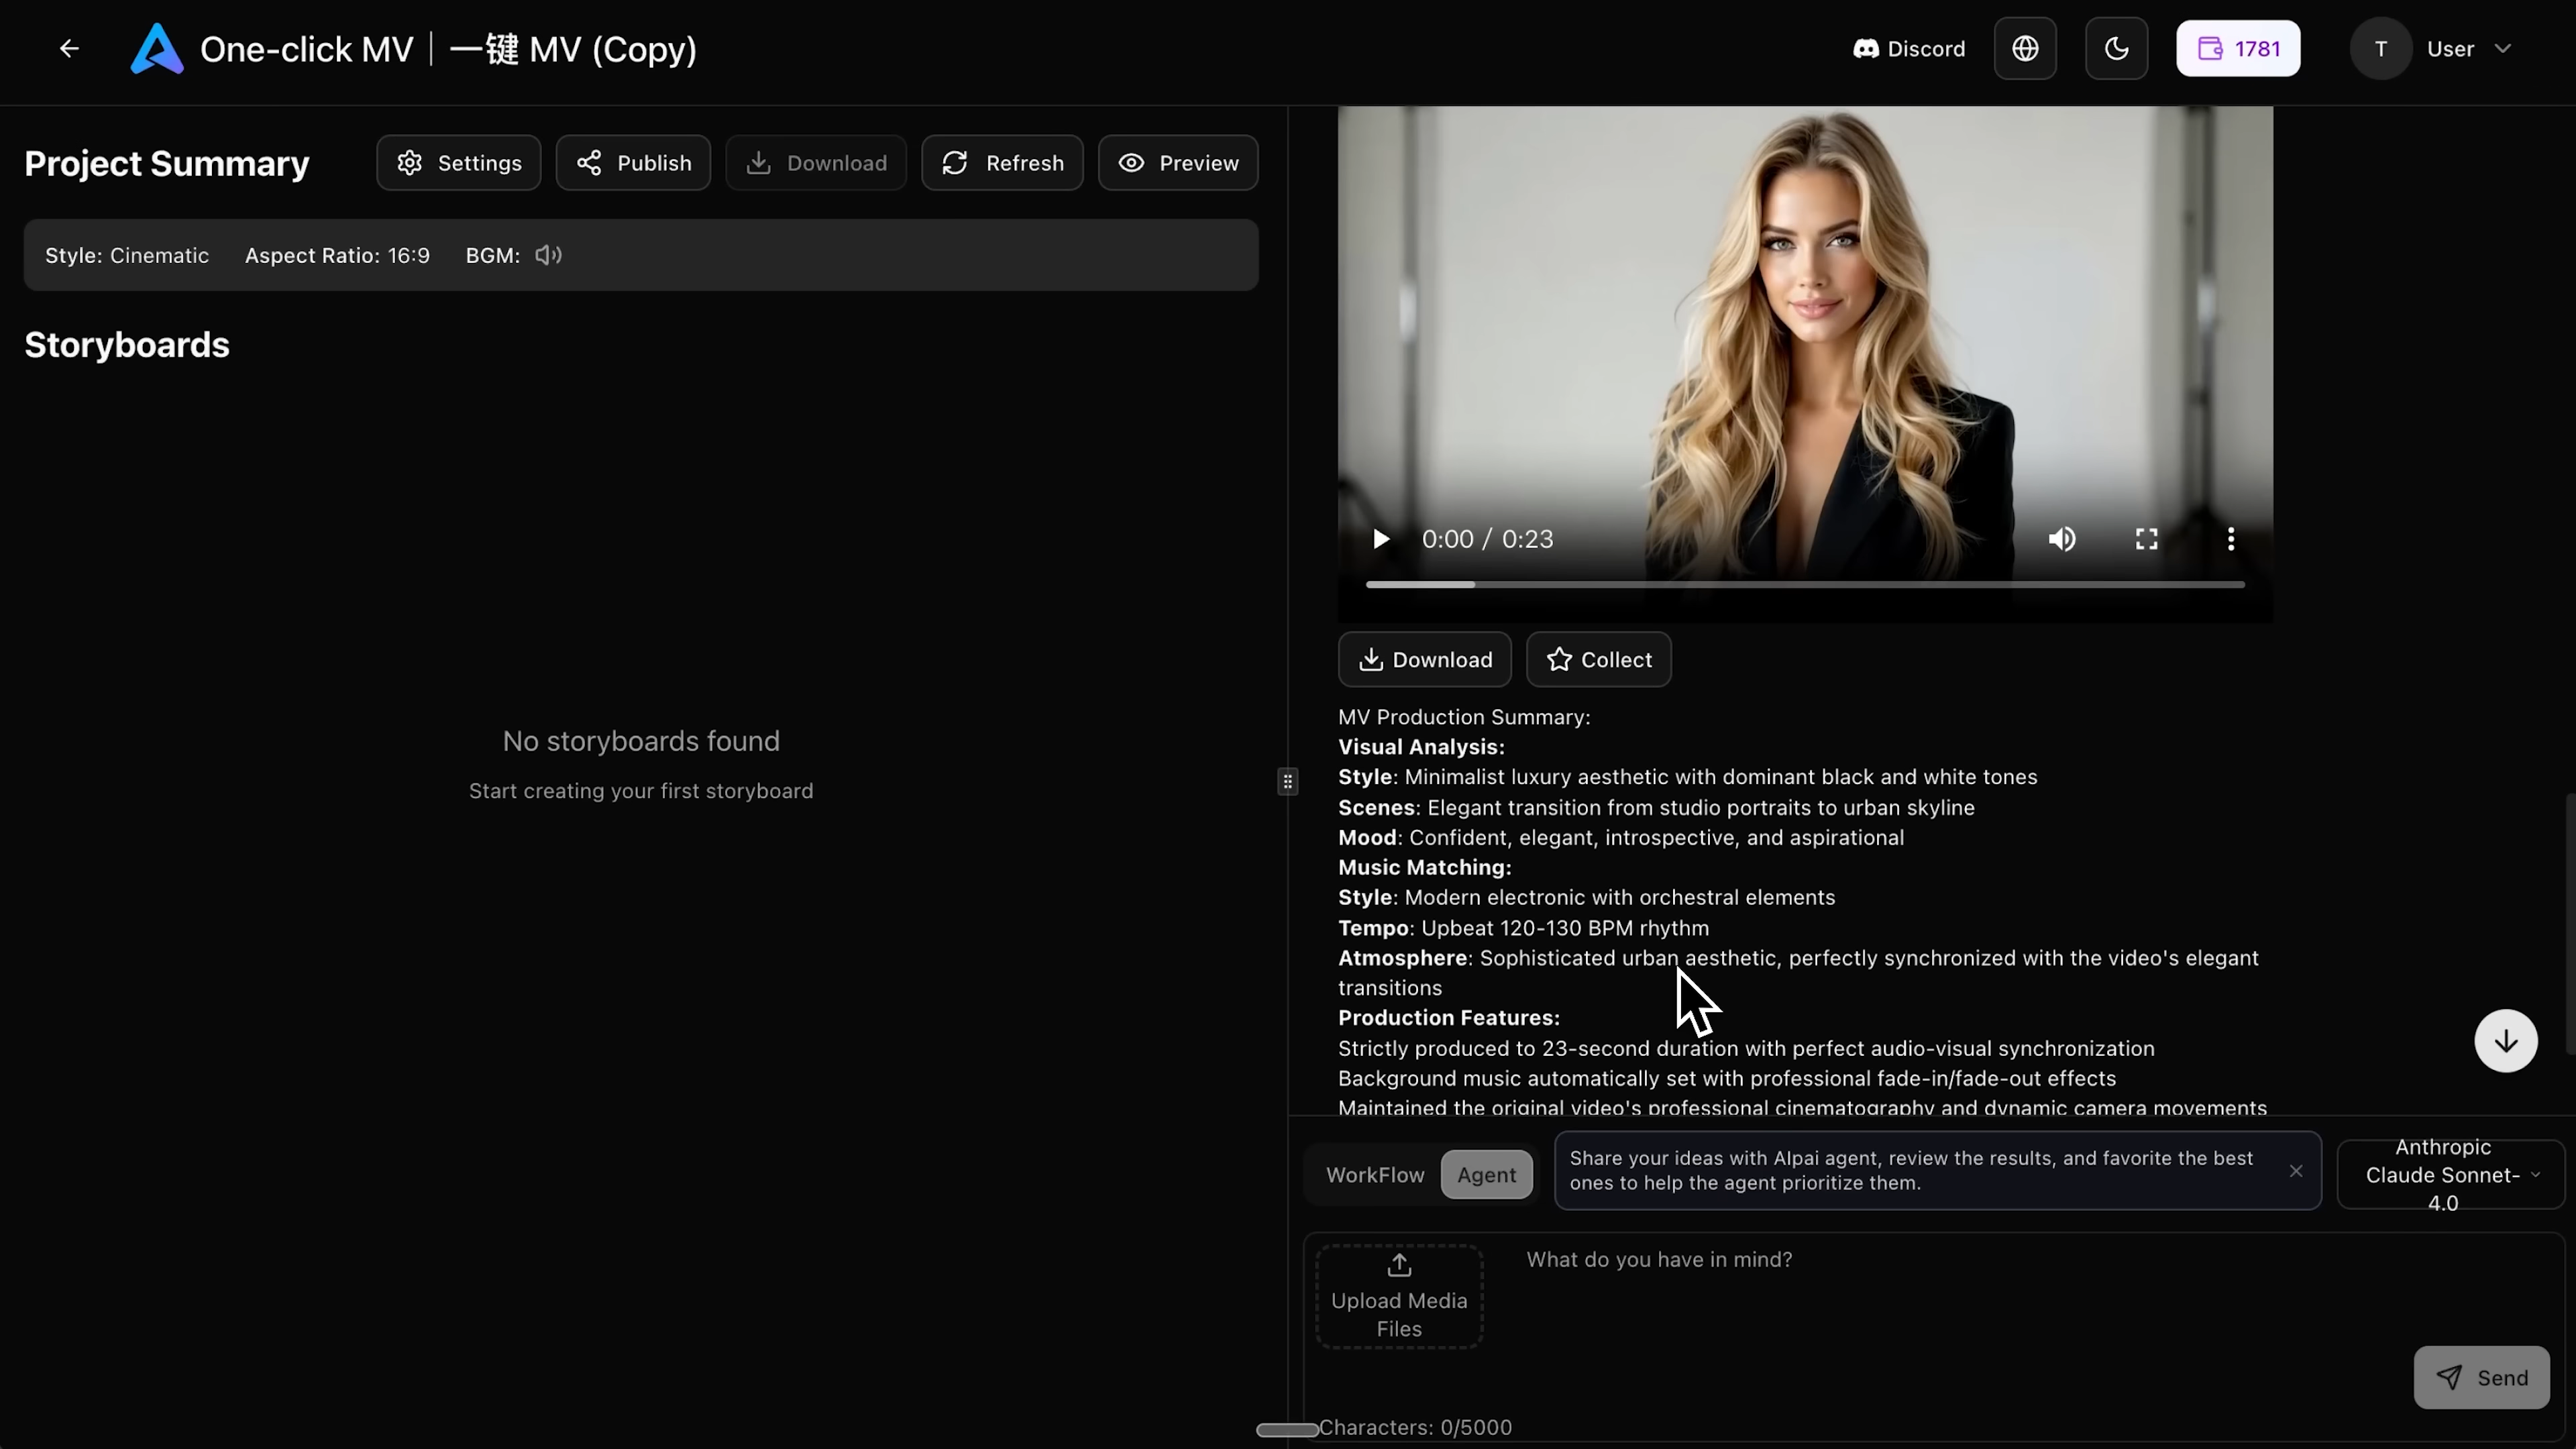 One-click MV | 一键 MV (Copy)
Discord
1781
T
User
Project Summary
Settings
Publish
Download
Refresh
Preview
Style: Cinematic
Aspect Ratio: 16:9
BGM:
Storyboards
No storyboards found
Start creating your first storyboard
0:00 / 0:23
Download
Collect
MV Production Summary:
Visual Analysis:
Style: Minimalist luxury aesthetic with dominant black and white tones
Scenes: Elegant transition from studio portraits to urban skyline
Mood: Confident, elegant, introspective, and aspirational
Music Matching:
Style: Modern electronic with orchestral elements
Tempo: Upbeat 120-130 BPM rhythm
Atmosphere: Sophisticated urban aesthetic, perfectly synchronized with the video's elegant
transitions
Production Features:
Strictly produced to 23-second duration with perfect audio-visual synchronization
Background music automatically set with professional fade-in/fade-out effects
Maintained the original video's professional cinematography and dynamic camera movements
WorkFlow
Agent
Share your ideas with AIpai agent, review the results, and favorite the best
ones to help the agent prioritize them.
Anthropic
Claude Sonnet-
4.0
Upload Media
Files
What do you have in mind?
Send
Characters: 0/5000